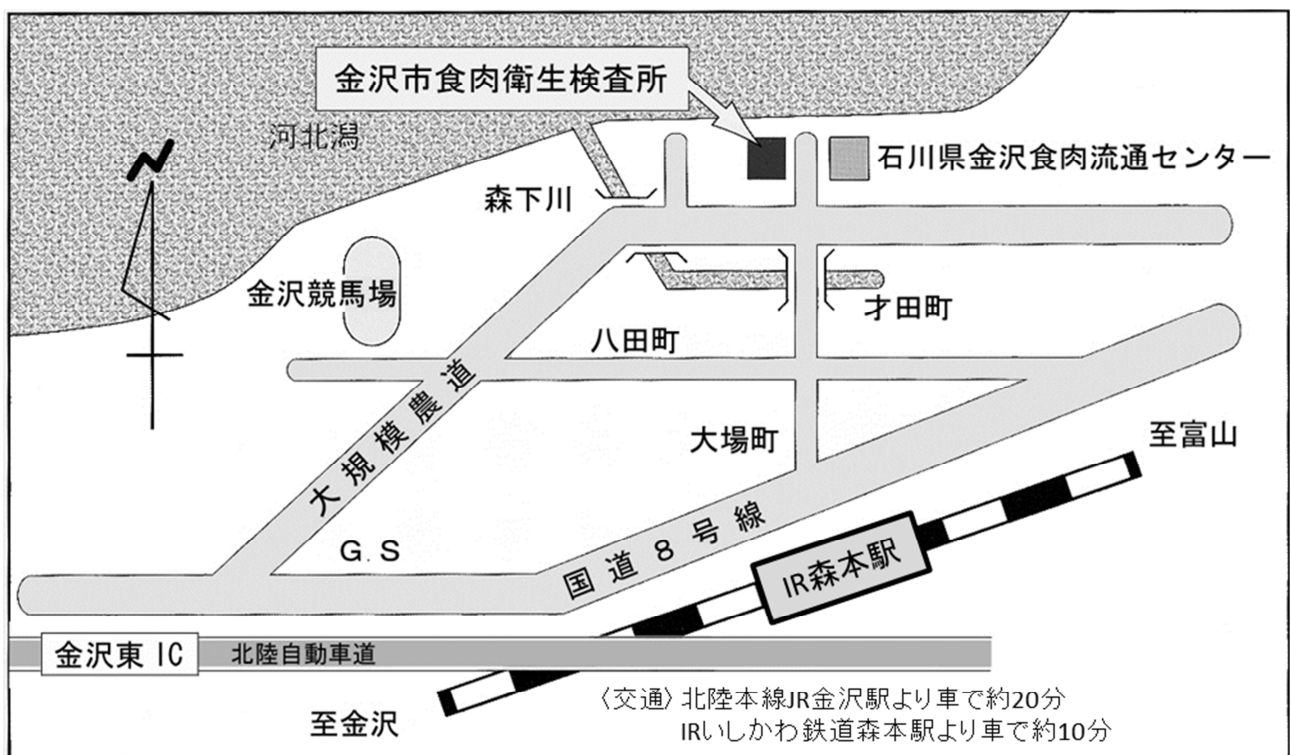 金沢市食肉衛生検査所
河北潟
石川県金沢食肉流通センター
N
森下川
金沢競馬場
才田町
八田町
大規模農道
大場町
至富山
国道8号線
G.S
IR森本駅
金沢東IC
北陸自動車道
至金沢
〈交通〉北陸本線JR金沢駅より車で約20分
IRいしかわ鉄道森本駅より車で約10分